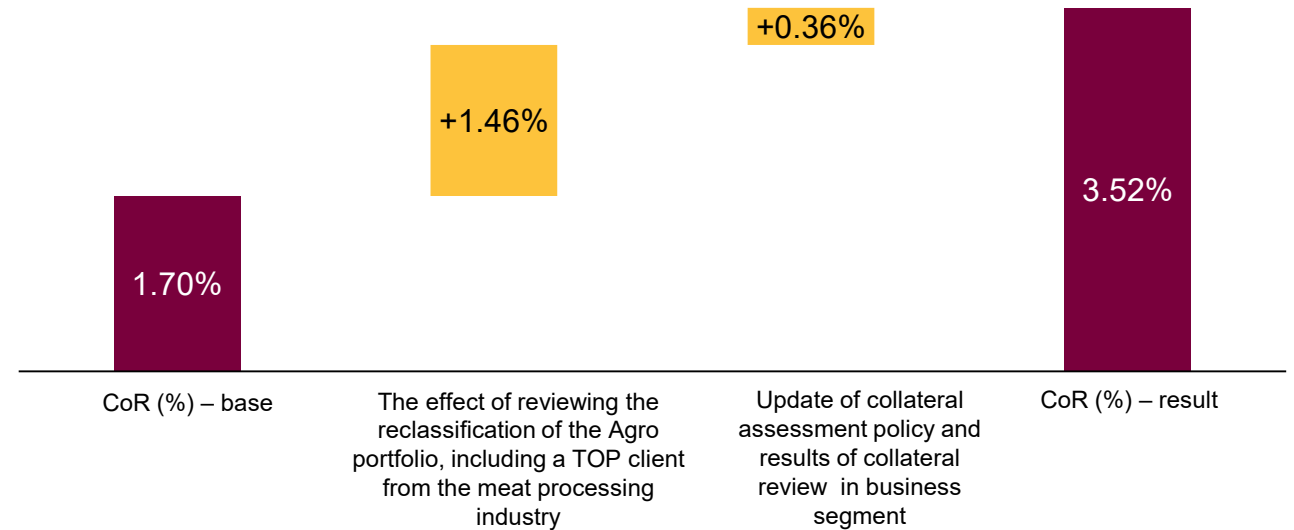 +0.36%
+1.46%
3.52%
1.70%
CoR (%) – base
The effect of reviewing the
reclassification of the Agro
portfolio, including a TOP client
from the meat processing
industry
Update of collateral
assessment policy and
results of collateral
review in business
segment
CoR (%) – result